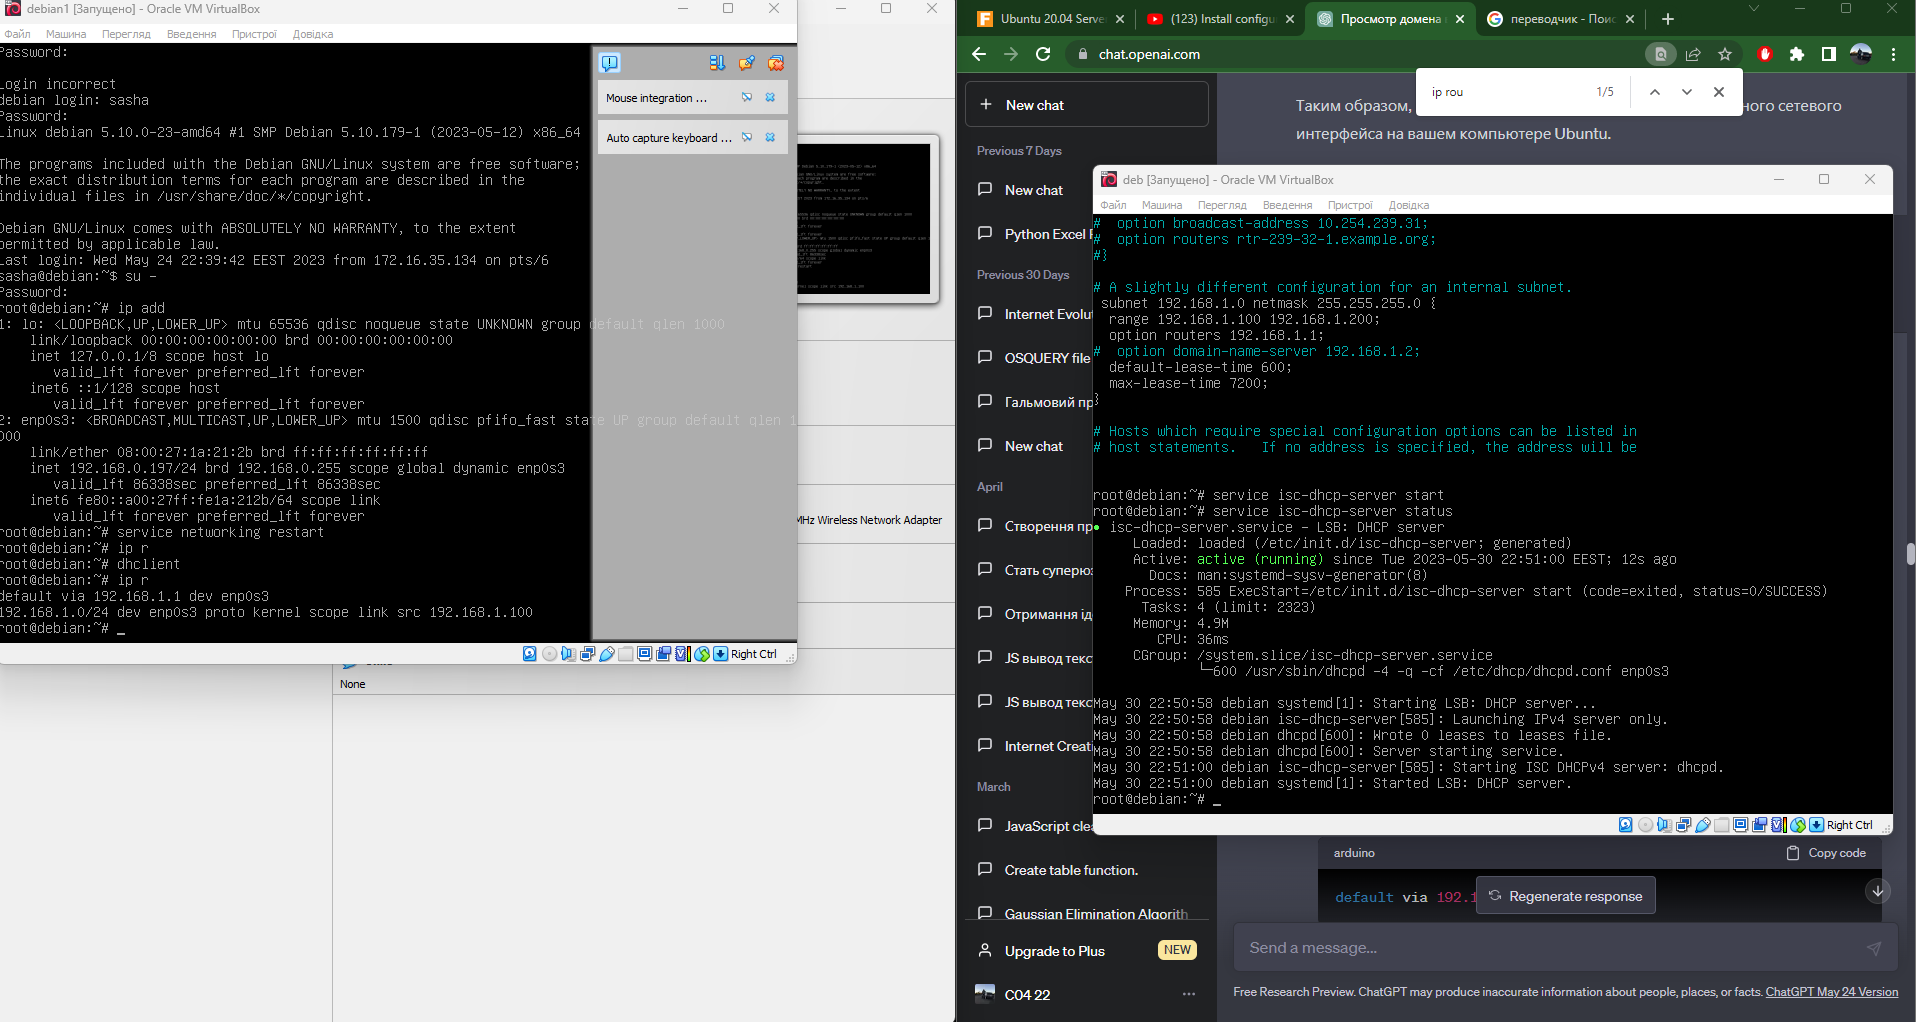 debian1 [Запущено] - Oracle VM VirtualBox
Файл Машина Перегляд Введення Пристрої Довідка
Password:
Login incorrect
debian login: sasha
Password:
Linux debian 5.10.0-23-amd64 #1 SMP Debian 5.10.179-1 (2023-05-12) x86_64
The programs included with the Debian GNU/Linux system are free software;
the exact distribution terms for each program are described in the
individual files in /usr/share/doc/*/copyright.
Debian GNU/Linux comes with ABSOLUTELY NO WARRANTY, to the extent
permitted by applicable law.
Last login: Wed May 24 22:39:42 EEST 2023 from 172.16.35.134 on pts/6
sasha@debian:~$ su -
Password:
root@debian:~# ip add
1: lo: <LOOPBACK,UP,LOWER_UP> mtu 65536 qdisc noqueue state UNKNOWN group default qlen 1000
link/loopback 00:00:00:00:00:00 brd 00:00:00:00:00:00
inet 127.0.0.1/8 scope host lo
valid_lft forever preferred_lft forever
inet6 ::1/128 scope host
valid_lft forever preferred_lft forever
2: enp0s3: <BROADCAST,MULTICAST,UP,LOWER_UP> mtu 1500 qdisc pfifo_fast state UP group default qlen 1
000
link/ether 08:00:27:1a:21:2b brd ff:ff:ff:ff:ff:ff
inet 192.168.0.197/24 brd 192.168.0.255 scope global dynamic enp0s3
valid_lft 86338sec preferred_lft 86338sec
inet6 fe80::a00:27ff:fe1a:212b/64 scope link
valid_lft forever preferred_lft forever
root@debian:~# service networking restart
root@debian:~# ip r
root@debian:~# dhclient
root@debian:~# ip r
default via 192.168.1.1 dev enp0s3
192.168.1.0/24 dev enp0s3 proto kernel scope link src 192.168.1.100
root@debian:~# _
Mouse integration ...
Auto capture keyboard ...
Right Ctrl
MHz Wireless Network Adapter
None
Ubuntu 20.04 Serve
(123) Install configu
Просмотр домена
переводчик - Пои
chat.openai.com
ip rou
1/5
New chat
Previous 7 Days
New chat
Python Excel
Previous 30 Days
Internet Evolu
OSQUERY file
Гальмовий пр
New chat
April
Створення пр
Стать суперю
Отримання ід
JS вывод текс
JS вывод текс
Internet Creat
March
JavaScript cle
Create table function.
Gaussian Elimination Algorith
Upgrade to Plus
NEW
C04 22
...
Таким образом, ного сетевого
интерфейса на вашем компьютере Ubuntu.
deb [Запущено] - Oracle VM VirtualBox
Файл Машина Перегляд Введення Пристрої Довідка
# option broadcast-address 10.254.239.31;
# option routers rtr-239-32-1.example.org;
#}
# A slightly different configuration for an internal subnet.
subnet 192.168.1.0 netmask 255.255.255.0 {
range 192.168.1.100 192.168.1.200;
option routers 192.168.1.1;
# option domain-name-server 192.168.1.2;
default-lease-time 600;
max-lease-time 7200;
}
# Hosts which require special configuration options can be listed in
# host statements. If no address is specified, the address will be
root@debian:~# service isc-dhcp-server start
root@debian:~# service isc-dhcp-server status
● isc-dhcp-server.service - LSB: DHCP server
Loaded: loaded (/etc/init.d/isc-dhcp-server; generated)
Active: active (running) since Tue 2023-05-30 22:51:00 EEST; 12s ago
Docs: man:systemd-sysv-generator(8)
Process: 585 ExecStart=/etc/init.d/isc-dhcp-server start (code=exited, status=0/SUCCESS)
Tasks: 4 (limit: 2323)
Memory: 4.9M
CPU: 36ms
CGroup: /system.slice/isc-dhcp-server.service
└─600 /usr/sbin/dhcpd -4 -q -cf /etc/dhcp/dhcpd.conf enp0s3
May 30 22:50:58 debian systemd[1]: Starting LSB: DHCP server...
May 30 22:50:58 debian isc-dhcp-server[585]: Launching IPv4 server only.
May 30 22:50:58 debian dhcpd[600]: Wrote 0 leases to leases file.
May 30 22:50:58 debian dhcpd[600]: Server starting service.
May 30 22:51:00 debian isc-dhcp-server[585]: Starting ISC DHCPv4 server: dhcpd.
May 30 22:51:00 debian systemd[1]: Started LSB: DHCP server.
root@debian:~# _
Right Ctrl
arduino
Copy code
default via 192.1
Regenerate response
Send a message...
Free Research Preview. ChatGPT may produce inaccurate information about people, places, or facts. ChatGPT May 24 Version